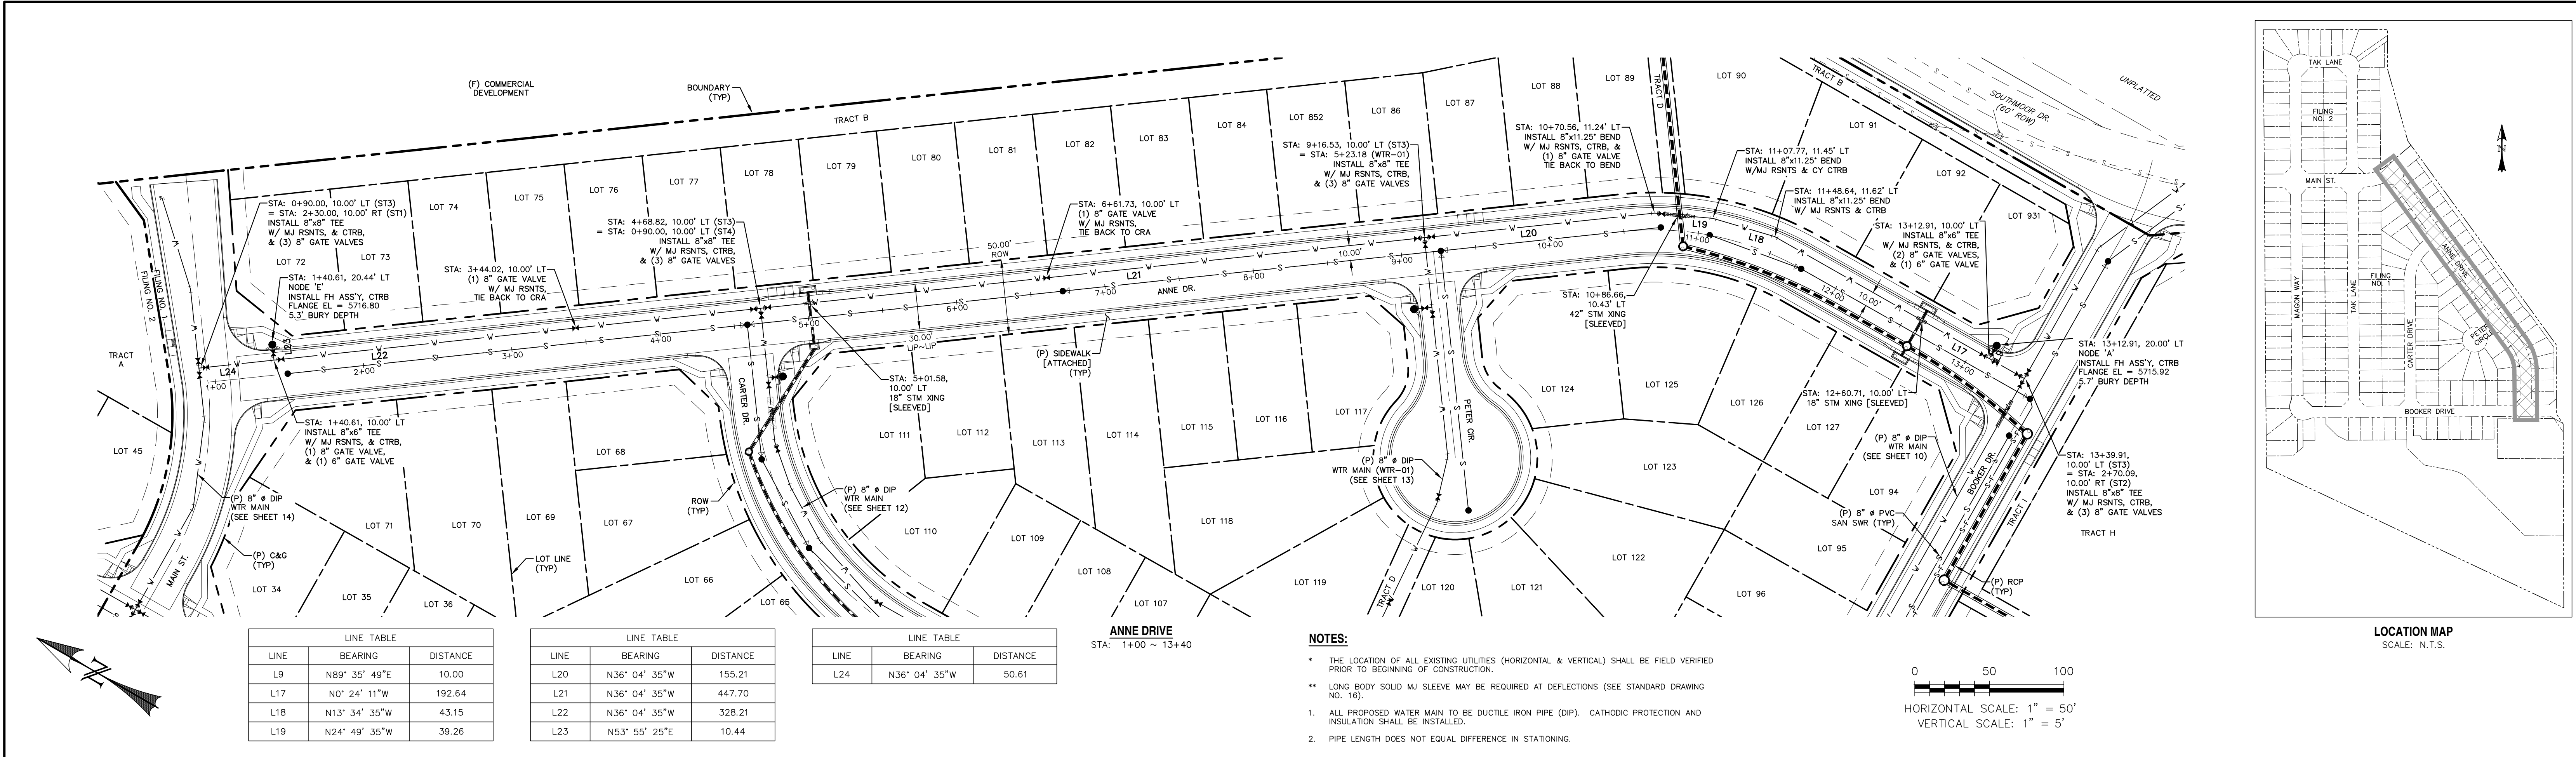 (F) COMMERCIAL
DEVELOPMENT
BOUNDARY
(TYP)
TRACT B
LOT 72
LOT 73
LOT 74
LOT 75
LOT 76
LOT 77
LOT 78
LOT 79
LOT 80
LOT 81
LOT 82
LOT 83
LOT 84
LOT 852
LOT 86
LOT 87
LOT 88
LOT 89
TRACT D
LOT 90
LOT 91
LOT 92
LOT 931
TRACT B
SOUTHMOOR DR.
(60' ROW)
UNPLATTED
STA: 0+90.00, 10.00' LT (ST3)
= STA: 2+30.00, 10.00' RT (ST1)
INSTALL 8"x8" TEE
W/ MJ RSNTS, & CTRB,
& (3) 8" GATE VALVES
STA: 1+40.61, 20.44' LT
NODE 'E'
INSTALL FH ASS'Y, CTRB
FLANGE EL = 5716.80
5.3' BURY DEPTH
STA: 3+44.02, 10.00' LT
(1) 8" GATE VALVE
W/ MJ RSNTS,
TIE BACK TO CRA
STA: 4+68.82, 10.00' LT (ST3)
= STA: 0+90.00, 10.00' LT (ST4)
INSTALL 8"x8" TEE
W/ MJ RSNTS, CTRB,
& (3) 8" GATE VALVES
STA: 6+61.73, 10.00' LT
(1) 8" GATE VALVE
W/ MJ RSNTS,
TIE BACK TO CRA
STA: 9+16.53, 10.00' LT (ST3)
= STA: 5+23.18 (WTR-01)
INSTALL 8"x8" TEE
W/ MJ RSNTS, CTRB,
& (3) 8" GATE VALVES
STA: 10+70.56, 11.24' LT
INSTALL 8"x11.25° BEND
W/ MJ RSNTS, CTRB, &
(1) 8" GATE VALVE
TIE BACK TO BEND
STA: 11+07.77, 11.45' LT
INSTALL 8"x11.25° BEND
W/MJ RSNTS & CY CTRB
STA: 11+48.64, 11.62' LT
INSTALL 8"x11.25° BEND
W/ MJ RSNTS & CTRB
STA: 13+12.91, 10.00' LT
INSTALL 8"x6" TEE
W/ MJ RSNTS, & CTRB,
(2) 8" GATE VALVES,
& (1) 6" GATE VALVE
STA: 13+12.91, 20.00' LT
NODE 'A'
INSTALL FH ASS'Y, CTRB
FLANGE EL = 5715.92
5.7' BURY DEPTH
STA: 10+86.66,
10.43' LT
42" STM XING
[SLEEVED]
STA: 5+01.58,
10.00' LT
18" STM XING
[SLEEVED]
STA: 12+60.71, 10.00' LT
18" STM XING [SLEEVED]
STA: 1+40.61, 10.00' LT
INSTALL 8"x6" TEE
W/ MJ RSNTS, & CTRB,
(1) 8" GATE VALVE,
& (1) 6" GATE VALVE
STA: 13+39.91,
10.00' LT (ST3)
= STA: 2+70.09,
10.00' RT (ST2)
INSTALL 8"x8" TEE
W/ MJ RSNTS, CTRB,
& (3) 8" GATE VALVES
FILING NO. 2
FILING NO. 1
TRACT
A
L24
L23
L22
L21
L20
L19
L18
L17
1+00
2+00
3+00
4+00
5+00
6+00
7+00
8+00
9+00
10+00
11+00
12+00
13+00
50.00'
ROW
30.00'
LIP~LIP
10.00'
10.00'
ANNE DR.
(P) SIDEWALK
[ATTACHED]
(TYP)
CARTER DR.
PETER CIR.
BOOKER DR.
MAIN ST.
TRACT D
TRACT I
TRACT H
LOT 45
LOT 34
LOT 35
LOT 36
LOT 71
LOT 70
LOT 69
LOT 68
LOT 67
LOT 66
LOT 65
LOT 111
LOT 112
LOT 113
LOT 114
LOT 115
LOT 116
LOT 117
LOT 110
LOT 109
LOT 108
LOT 107
LOT 118
LOT 119
LOT 120
LOT 121
LOT 122
LOT 123
LOT 124
LOT 125
LOT 126
LOT 127
LOT 94
LOT 95
LOT 96
(P) 8" ø DIP
WTR MAIN
(SEE SHEET 14)
(P) C&G
(TYP)
LOT LINE
(TYP)
ROW
(TYP)
(P) 8" ø DIP
WTR MAIN
(SEE SHEET 12)
(P) 8" ø DIP
WTR MAIN (WTR-01)
(SEE SHEET 13)
(P) 8" ø DIP
WTR MAIN
(SEE SHEET 10)
(P) 8" ø PVC
SAN SWR (TYP)
(P) RCP
(TYP)
ANNE DRIVE
STA: 1+00 ~ 13+40
LINE TABLE
LINE BEARING DISTANCE
L9 N89° 35' 49"E 10.00
L17 N0° 24' 11"W 192.64
L18 N13° 34' 35"W 43.15
L19 N24° 49' 35"W 39.26
LINE TABLE
LINE BEARING DISTANCE
L20 N36° 04' 35"W 155.21
L21 N36° 04' 35"W 447.70
L22 N36° 04' 35"W 328.21
L23 N53° 55' 25"E 10.44
LINE TABLE
LINE BEARING DISTANCE
L24 N36° 04' 35"W 50.61
NOTES:
* THE LOCATION OF ALL EXISTING UTILITIES (HORIZONTAL & VERTICAL) SHALL BE FIELD VERIFIED
PRIOR TO BEGINNING OF CONSTRUCTION.
** LONG BODY SOLID MJ SLEEVE MAY BE REQUIRED AT DEFLECTIONS (SEE STANDARD DRAWING
NO. 16).
1. ALL PROPOSED WATER MAIN TO BE DUCTILE IRON PIPE (DIP). CATHODIC PROTECTION AND
INSULATION SHALL BE INSTALLED.
2. PIPE LENGTH DOES NOT EQUAL DIFFERENCE IN STATIONING.
0 50 100
HORIZONTAL SCALE: 1" = 50'
VERTICAL SCALE: 1" = 5'
TAK LANE
FILING
NO. 2
MAIN ST.
N
ANNE DRIVE
MAGON WAY
TAK LANE
FILING
NO. 1
CARTER DRIVE
PETER
CIRCLE
BOOKER DRIVE
LOCATION MAP
SCALE: N.T.S.